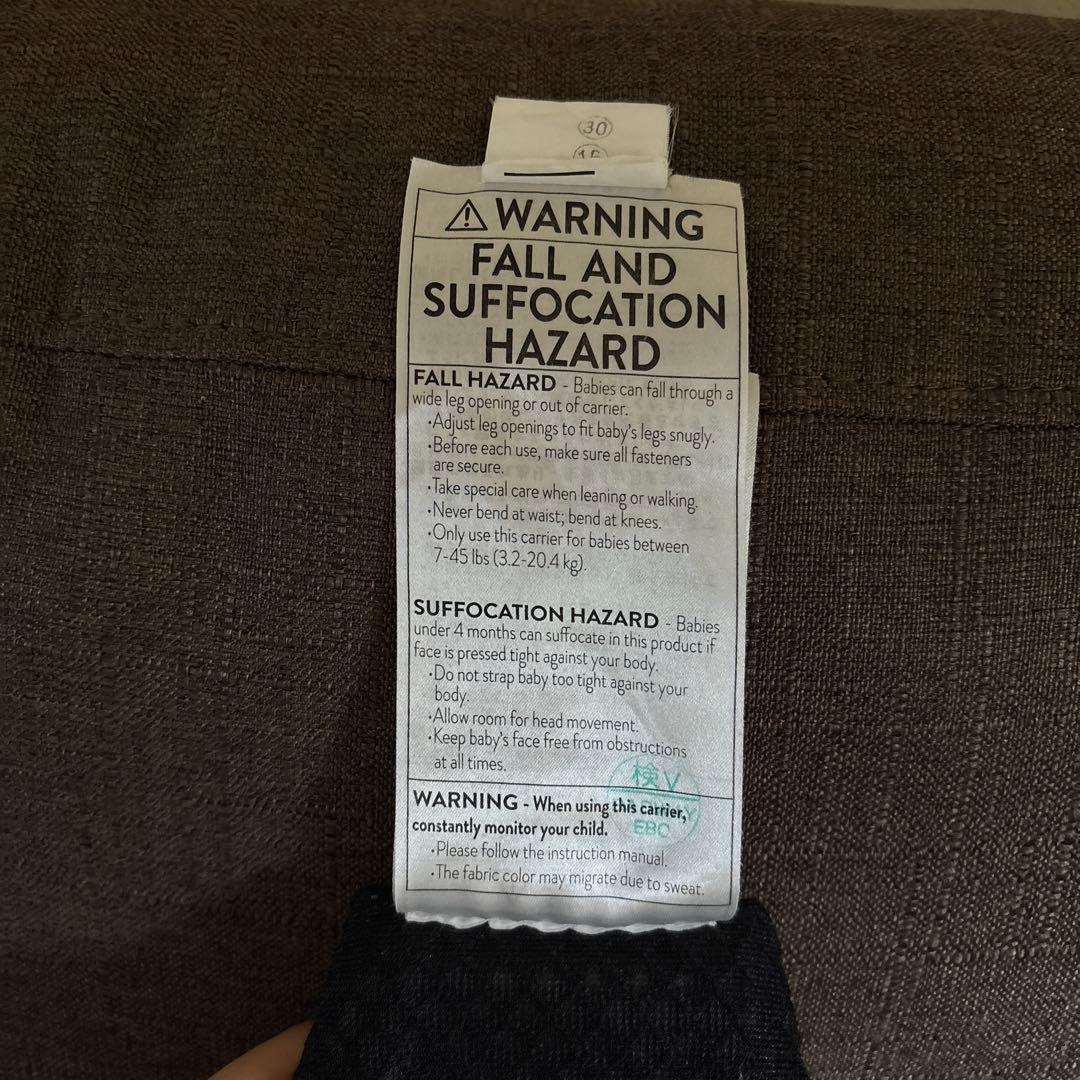 30
⚠ WARNING
FALL AND
SUFFOCATION
HAZARD
FALL HAZARD - Babies can fall through a
wide leg opening or out of carrier.
•Adjust leg openings to fit baby's legs snugly.
•Before each use, make sure all fasteners
are secure.
•Take special care when leaning or walking.
•Never bend at waist; bend at knees.
•Only use this carrier for babies between
7-45 lbs (3.2-20.4 kg).
SUFFOCATION HAZARD - Babies
under 4 months can suffocate in this product if
face is pressed tight against your body.
•Do not strap baby too tight against your
body.
•Allow room for head movement.
•Keep baby's face free from obstructions
at all times.
検 V
WARNING - When using this carrier,
constantly monitor your child.
EBC
•Please follow the instruction manual.
•The fabric color may migrate due to sweat.